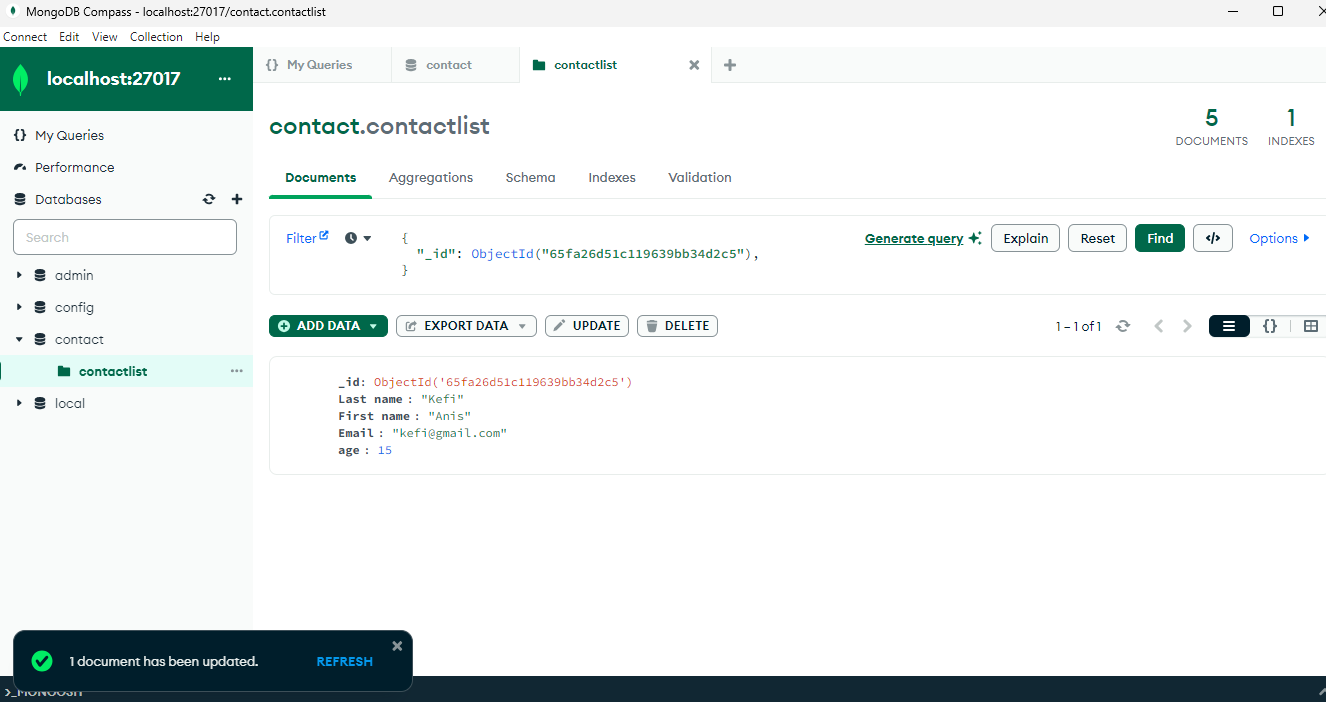 MongoDB Compass - localhost:27017/contact.contactlist
Connect Edit View Collection Help
localhost:27017 ...
{} My Queries
contact
contactlist
My Queries
Performance
Databases
Search
admin
config
contact
contactlist ...
local
contact.contactlist
5
DOCUMENTS
1
INDEXES
Documents Aggregations Schema Indexes Validation
Filter
{
"_id": ObjectId("65fa26d51c119639bb34d2c5"),
}
Generate query Explain Reset Find </> Options
ADD DATA EXPORT DATA UPDATE DELETE
1 – 1 of 1 {}
_id: ObjectId('65fa26d51c119639bb34d2c5')
Last name : "Kefi"
First name : "Anis"
Email : "kefi@gmail.com"
age : 15
1 document has been updated. REFRESH
>_MONGOSH